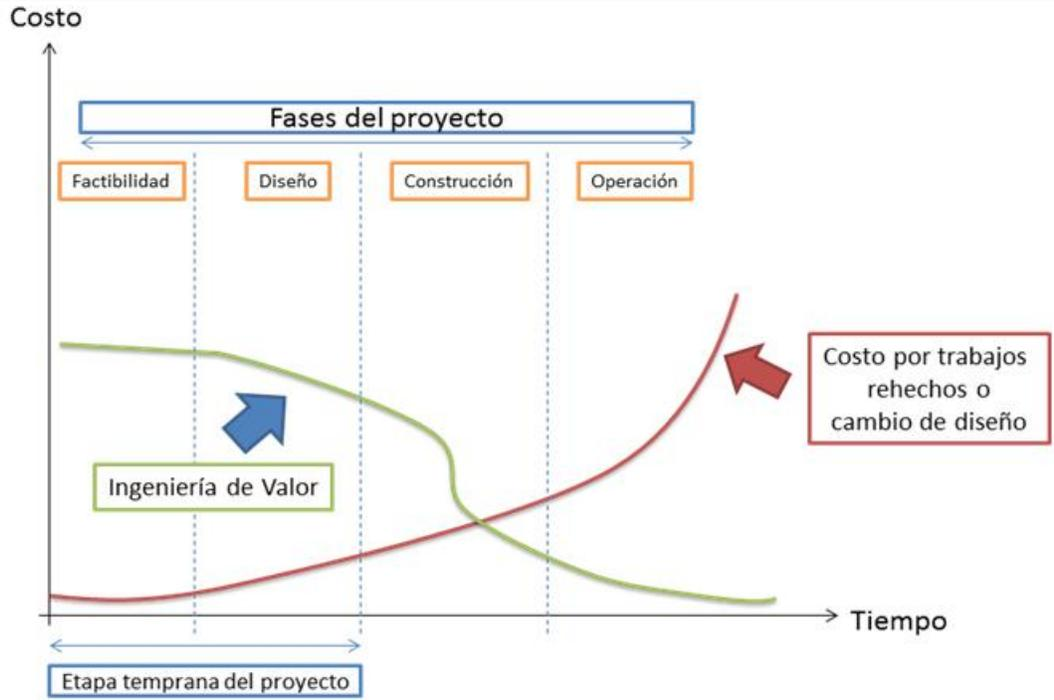 Costo
Fases del proyecto
Factibilidad
Diseño
Construcción
Operación
Costo por trabajos
rehechos o
cambio de diseño
Ingeniería de Valor
Tiempo
Etapa temprana del proyecto